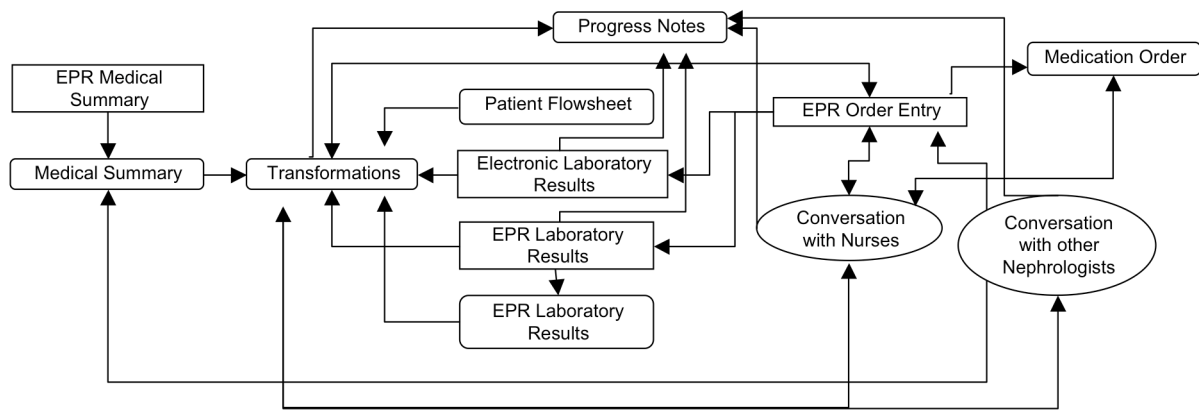 Progress Notes
Medication Order
EPR Medical
Summary
Patient Flowsheet
EPR Order Entry
Medical Summary
Transformations
Electronic Laboratory
Results
Conversation
with Nurses
Conversation
with other
Nephrologists
EPR Laboratory
Results
EPR Laboratory
Results